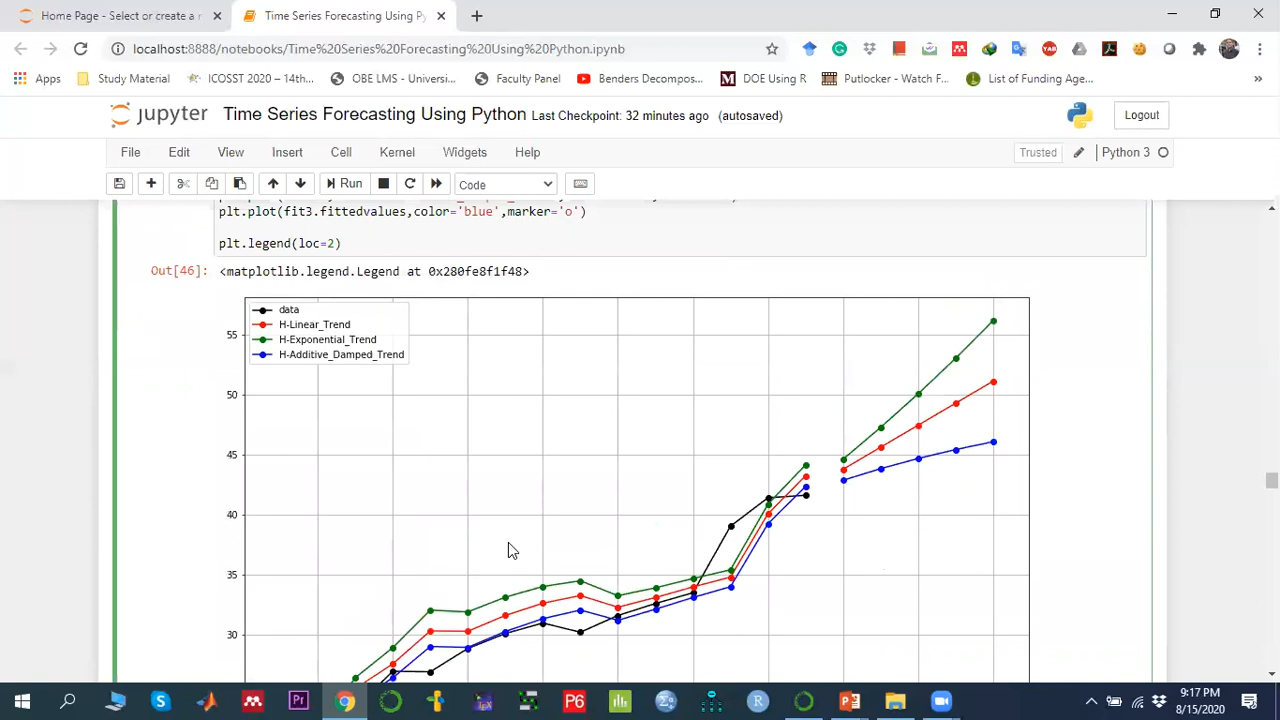 Home Page - Select or create a n
Time Series Forecasting Using Py
localhost:8888/notebooks/Time%20Series%20Forecasting%20Using%20Python.ipynb
Apps
Study Material
ICOSST 2020 – 14th...
OBE LMS - Universi...
Faculty Panel
Benders Decompos...
DOE Using R
Putlocker - Watch F...
List of Funding Age...
»
jupyter
Time Series Forecasting Using Python Last Checkpoint: 32 minutes ago (autosaved)
Logout
File Edit View Insert Cell Kernel Widgets Help
Trusted
Python 3
Run
Code
plt.plot(fit3.fittedvalues,color='blue',marker='o')
plt.legend(loc=2)
Out[46]: <matplotlib.legend.Legend at 0x280fe8f1f48>
data
H-Linear_Trend
H-Exponential_Trend
H-Additive_Damped_Trend
55
50
45
40
35
30
9:17 PM
8/15/2020